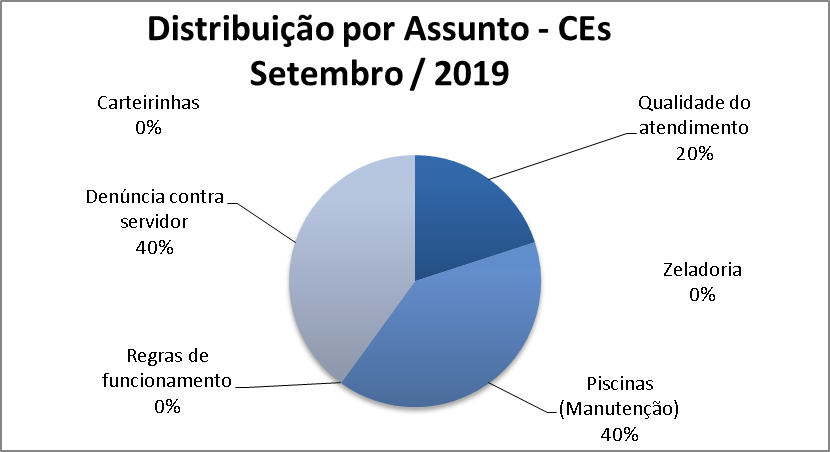 Distribuição por Assunto - CEs
Setembro / 2019
Carteirinhas
0%
Qualidade do
atendimento
20%
Denúncia contra
servidor
40%
Zeladoria
0%
Regras de
funcionamento
0%
Piscinas
(Manutenção)
40%